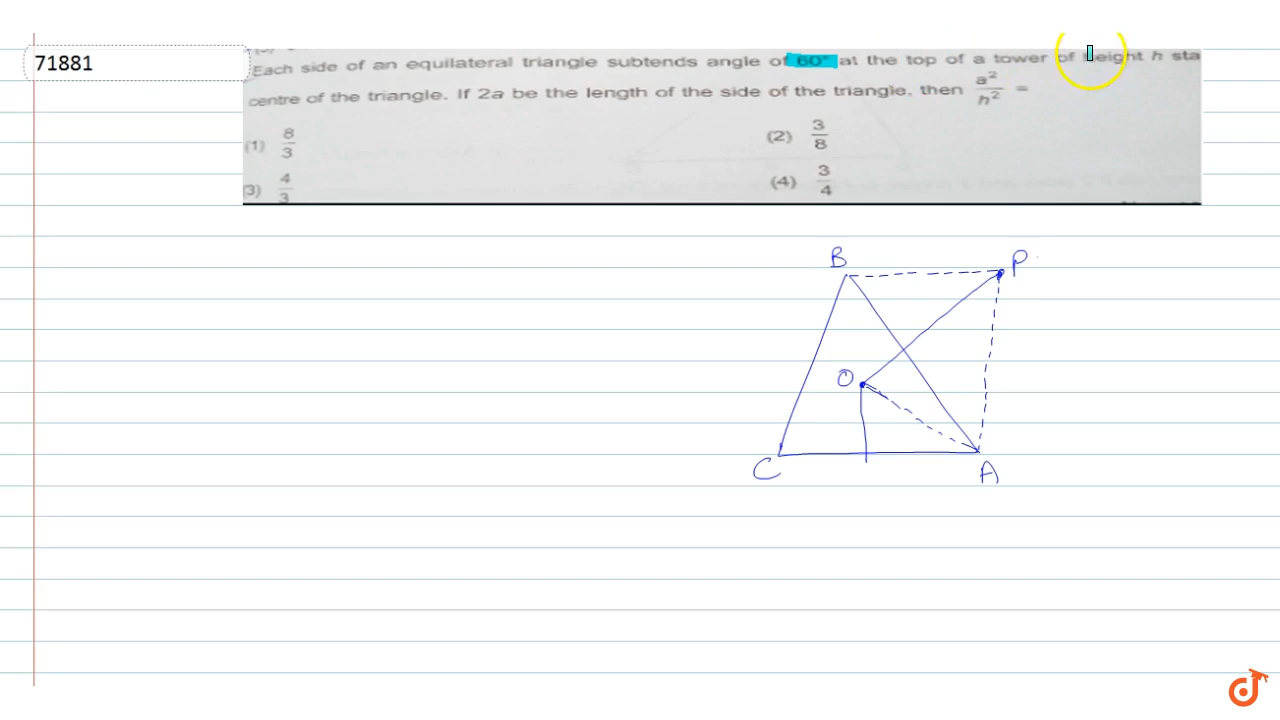 71881
Each side of an equilateral triangle subtends angle of 60° at the top of a tower of height h sta
centre of the triangle. If 2a be the length of the side of the triangle, then a²/h² =
(1) 8/3
(2) 3/8
(3) 4/3
(4) 3/4
B
P
O
C
A